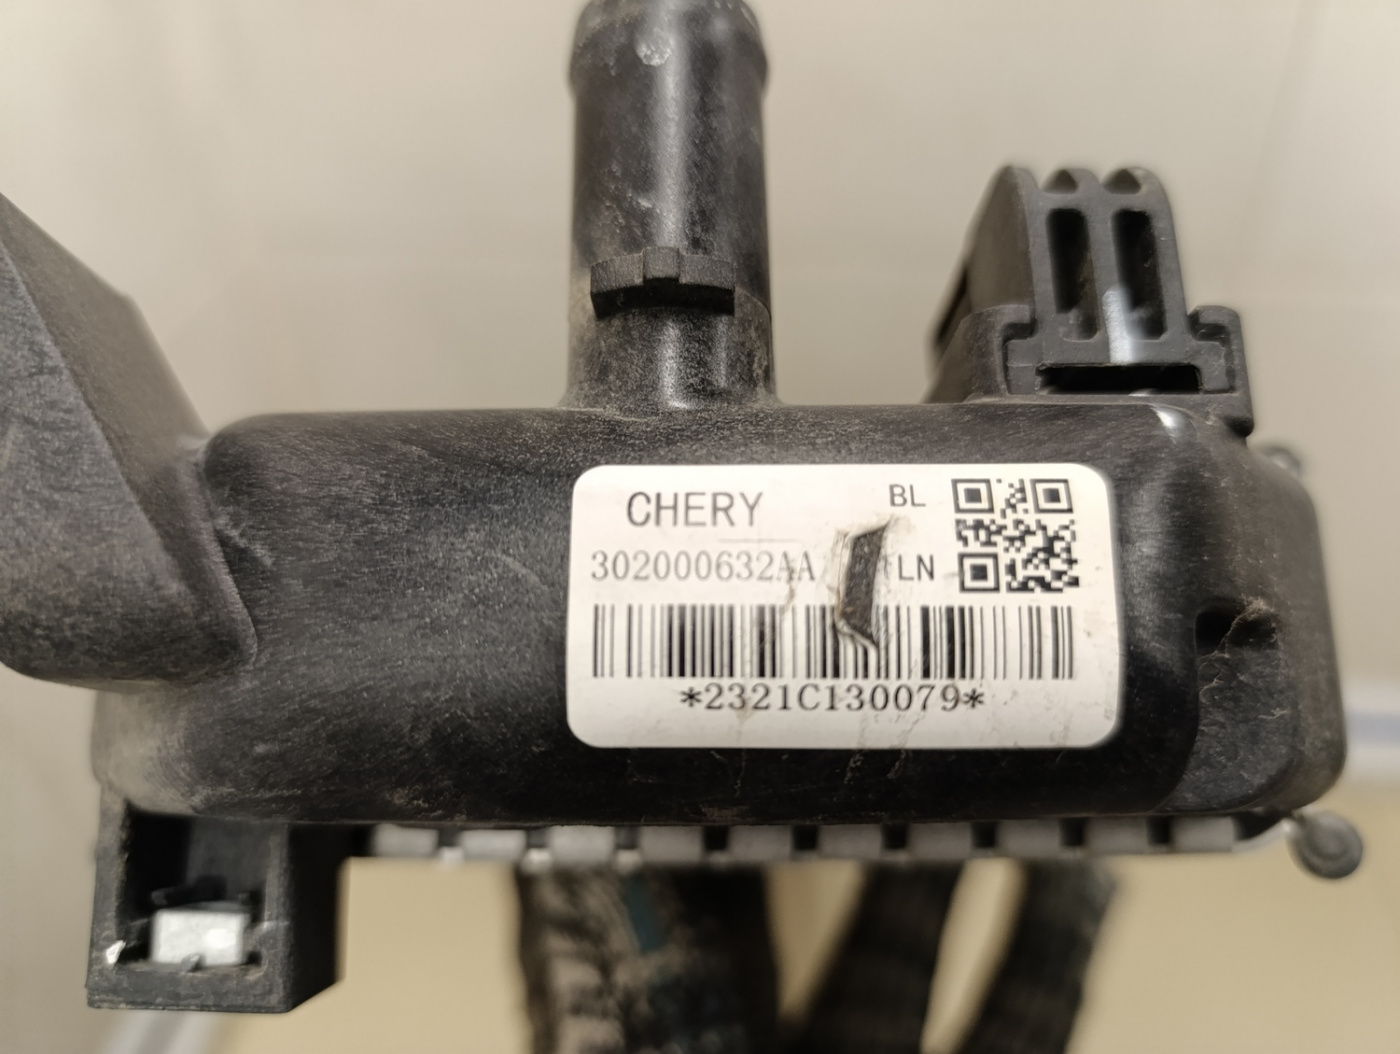 CHERY BL
302000632AA LN
*2321C130079*